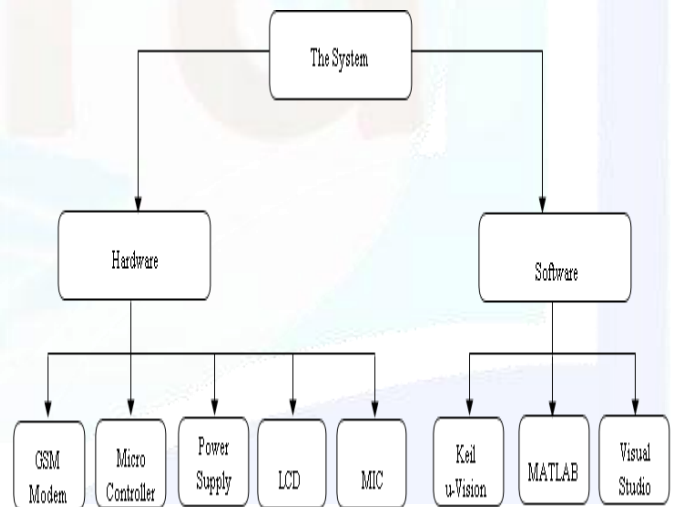 The System
Hardware
Software
GSM
Modem
Micro
Controller
Power
Supply
LCD
MIC
Keil
u-Vision
MATLAB
Visual
Studio